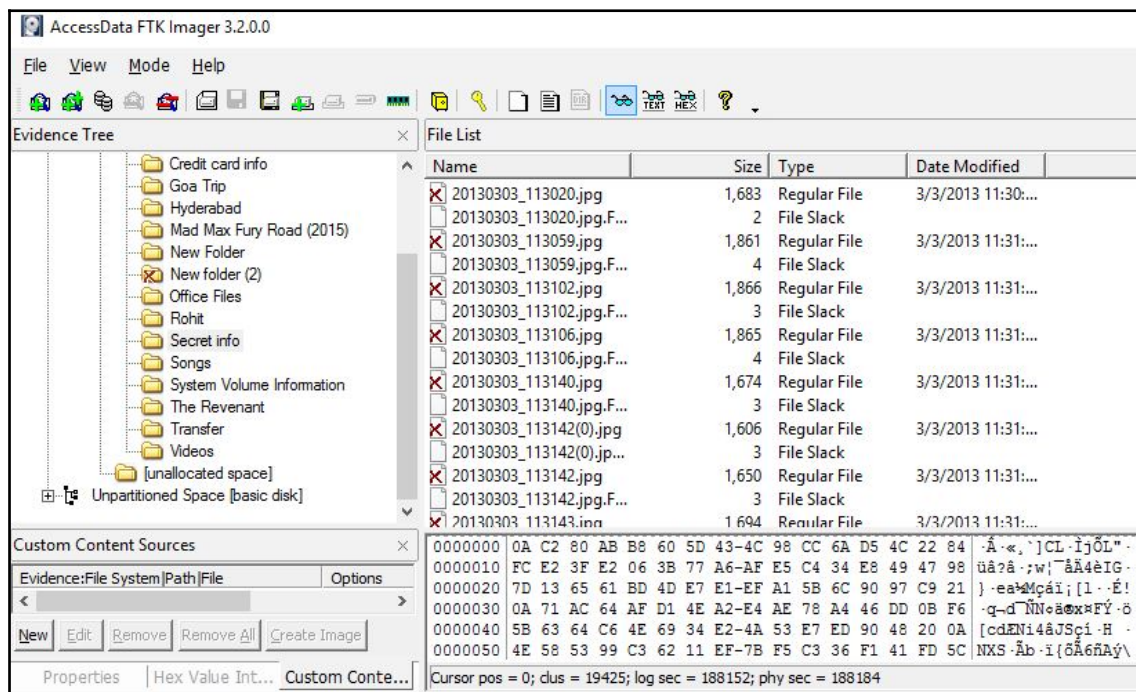 AccessData FTK Imager 3.2.0.0
File View Mode Help
Evidence Tree
Credit card info
Goa Trip
Hyderabad
Mad Max Fury Road (2015)
New Folder
New folder (2)
Office Files
Rohit
Secret info
Songs
System Volume Information
The Revenant
Transfer
Videos
[unallocated space]
Unpartitioned Space [basic disk]
Custom Content Sources
Evidence:File System|Path|File Options
New Edit Remove Remove All Create Image
Properties Hex Value Int... Custom Conte...
File List
Name Size Type Date Modified
20130303_113020.jpg 1,683 Regular File 3/3/2013 11:30:...
20130303_113020.jpg.F... 2 File Slack
20130303_113059.jpg 1,861 Regular File 3/3/2013 11:31:...
20130303_113059.jpg.F... 4 File Slack
20130303_113102.jpg 1,866 Regular File 3/3/2013 11:31:...
20130303_113102.jpg.F... 3 File Slack
20130303_113106.jpg 1,865 Regular File 3/3/2013 11:31:...
20130303_113106.jpg.F... 4 File Slack
20130303_113140.jpg 1,674 Regular File 3/3/2013 11:31:...
20130303_113140.jpg.F... 3 File Slack
20130303_113142(0).jpg 1,606 Regular File 3/3/2013 11:31:...
20130303_113142(0).jp... 3 File Slack
20130303_113142.jpg 1,650 Regular File 3/3/2013 11:31:...
20130303_113142.jpg.F... 3 File Slack
20130303_113143.jpg 1,694 Regular File 3/3/2013 11:31:...
0000000 0A C2 80 AB B8 60 5D 43-4C 98 CC 6A D5 4C 22 84 ·Â·«¸`]CL·ÌjÕL"·
0000010 FC E2 3F E2 06 3B 77 A6-AF E5 C4 34 E8 49 47 98 üâ?â·;w¦¯åÄ4èIG·
0000020 7D 13 65 61 BD 4D E7 E1-EF A1 5B 6C 90 97 C9 21 }·ea½Mçáï¡[l··É!
0000030 0A 71 AC 64 AF D1 4E A2-E4 AE 78 A4 46 DD 0B F6 ·q¬d¯ÑN¢ä®x¤FÝ·ö
0000040 5B 63 64 C6 4E 69 34 E2-4A 53 E7 ED 90 48 20 0A [cdÆNi4âJSçí·H ·
0000050 4E 58 53 99 C3 62 11 EF-7B F5 C3 36 F1 41 FD 5C NXS·Ãb·ï{õÃ6ñAý\
Cursor pos = 0; clus = 19425; log sec = 188152; phy sec = 188184